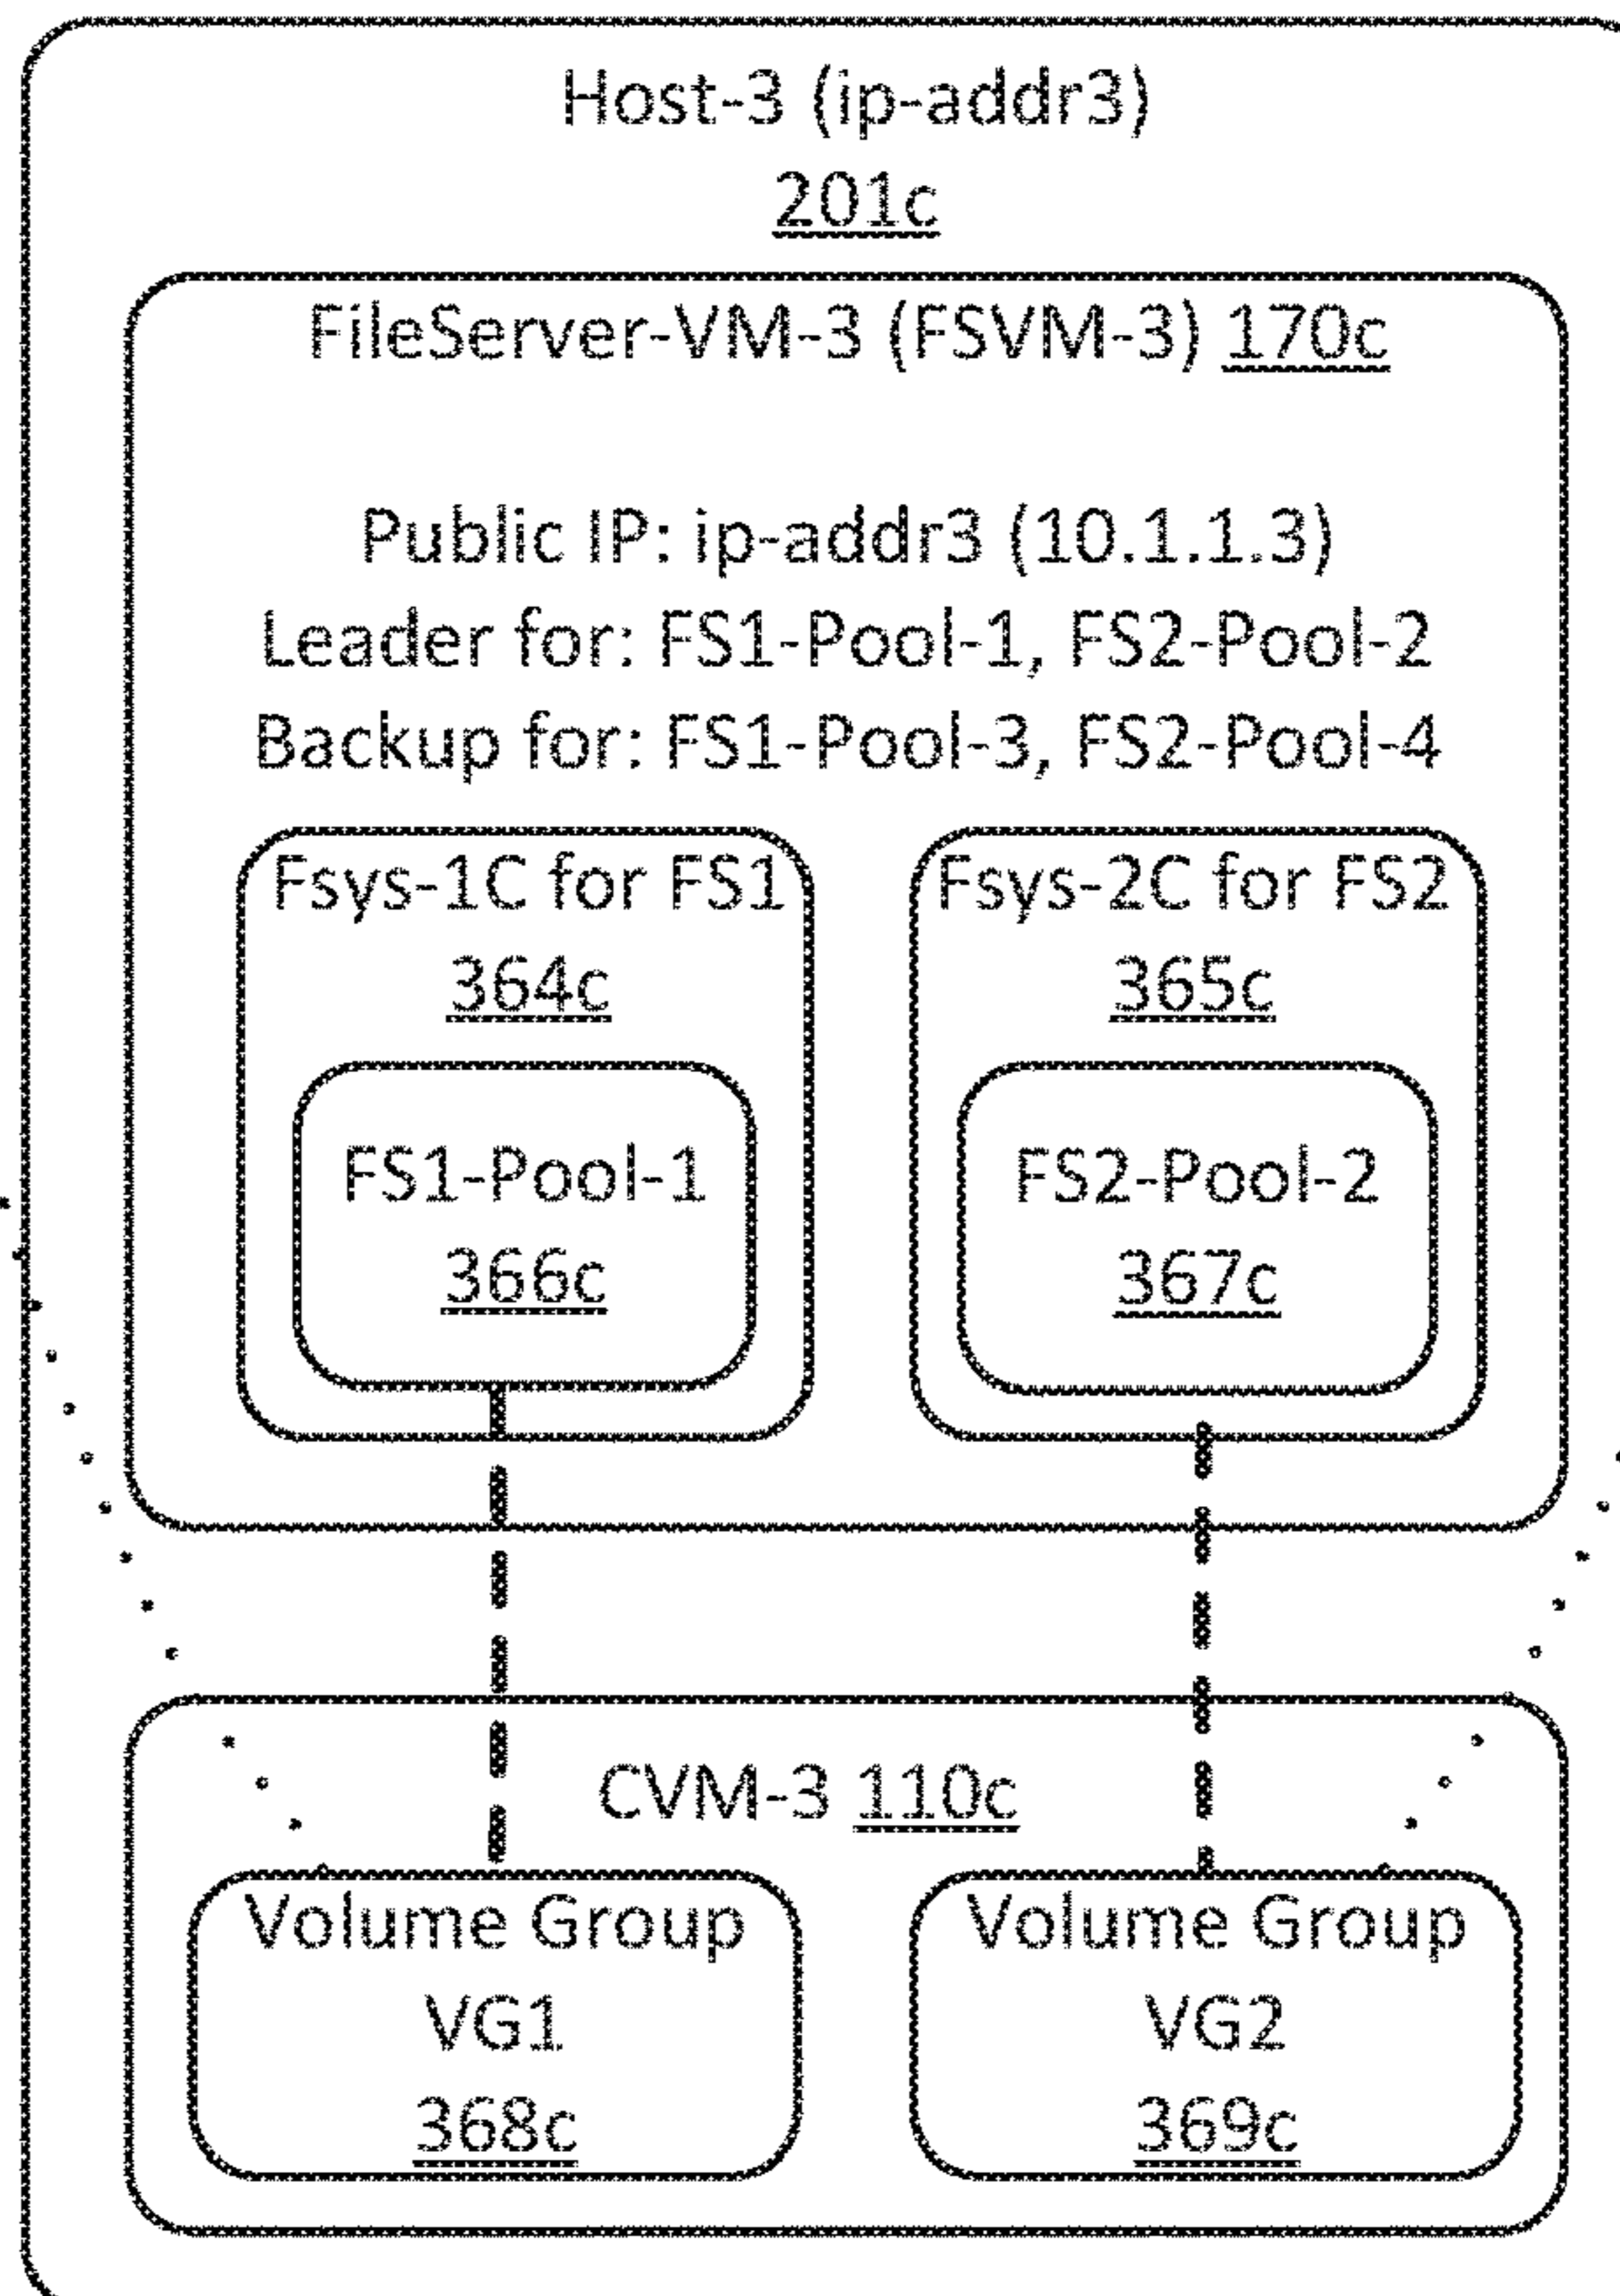 Host-3 (ip-addr3)
201c
FileServer-VM-3 (FSVM-3) 170c
Public IP: ip-addr3 (10.1.1.3)
Leader for: FS1-Pool-1, FS2-Pool-2
Backup for: FS1-Pool-3, FS2-Pool-4
Fsys-1C for FS1
364c
FS1-Pool-1
366c
Fsys-2C for FS2
365c
FS2-Pool-2
367c
CVM-3 110c
Volume Group
VG1
368c
Volume Group
VG2
369c